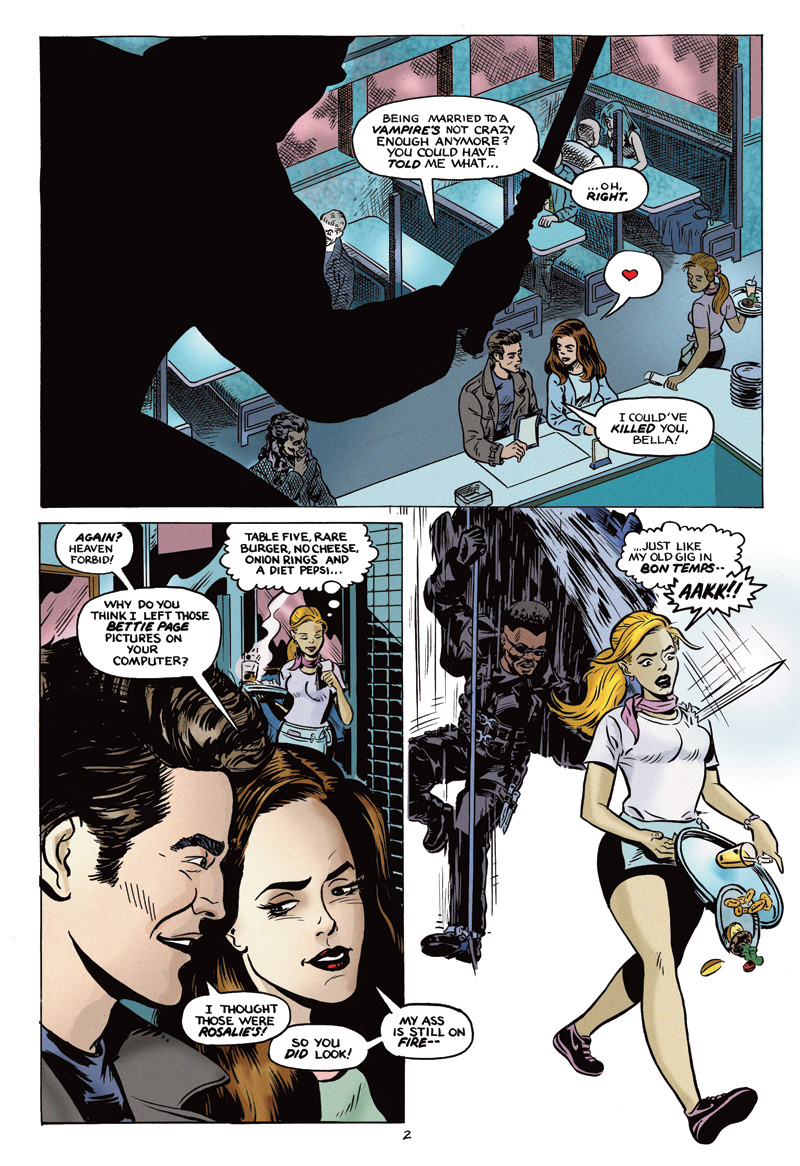 BEING MARRIED TO A
VAMPIRE'S NOT CRAZY
ENOUGH ANYMORE?
YOU COULD HAVE
TOLD ME WHAT...
...OH,
RIGHT.
I COULD'VE
KILLED YOU,
BELLA!
AGAIN?
HEAVEN
FORBID!
WHY DO YOU
THINK I LEFT THOSE
BETTIE PAGE
PICTURES ON
YOUR
COMPUTER?
TABLE FIVE, RARE
BURGER, NO CHEESE,
ONION RINGS AND
A DIET PEPSI...
I THOUGHT
THOSE WERE
ROSALIE'S!
SO YOU
DID LOOK!
MY ASS
IS STILL ON
FIRE--
...JUST LIKE
MY OLD GIG IN
BON TEMPS--
AAKK!!
2